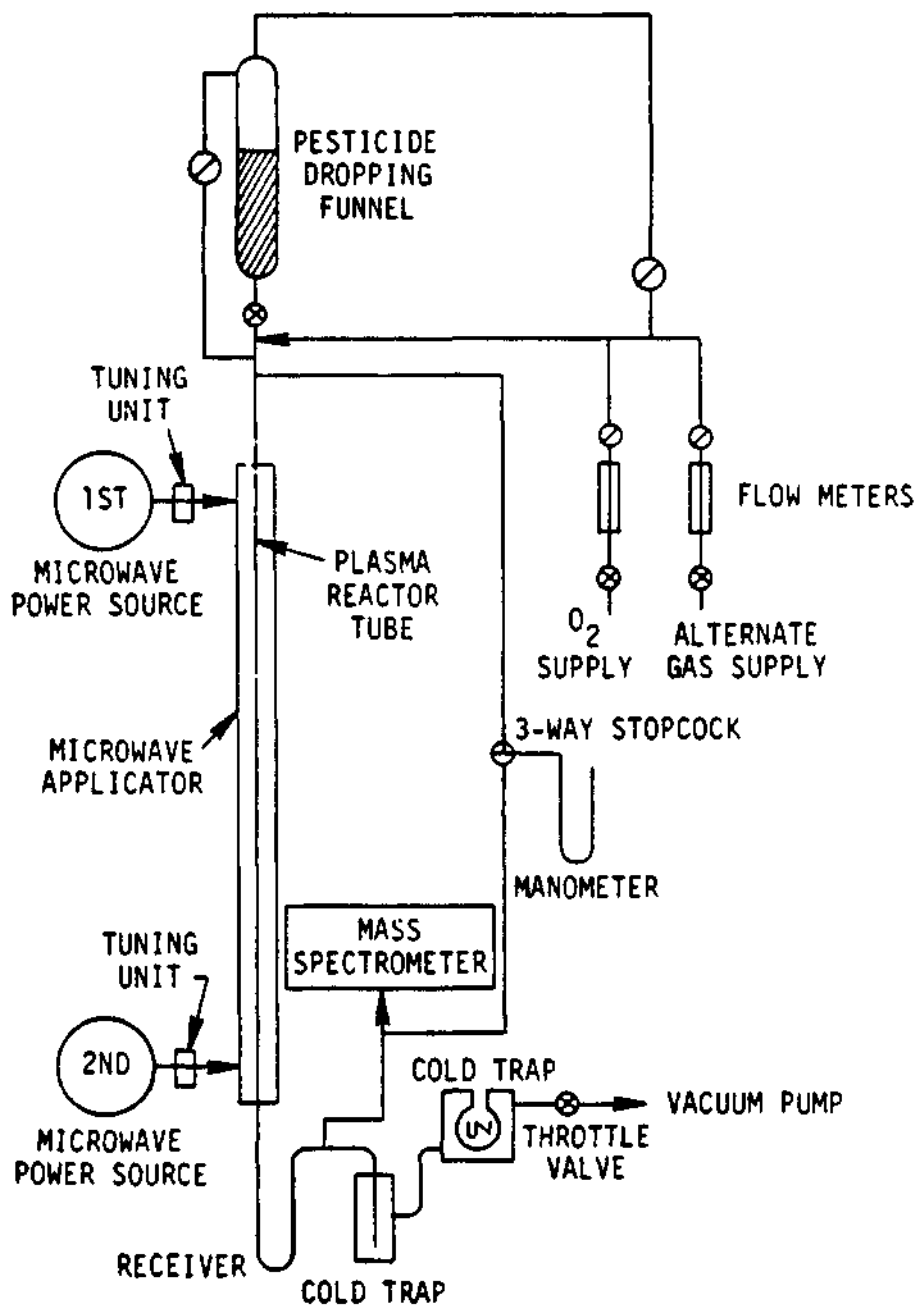 PESTICIDE
DROPPING
FUNNEL
TUNING
UNIT
1ST
MICROWAVE
POWER SOURCE
PLASMA
REACTOR
TUBE
FLOW METERS
O2
SUPPLY
ALTERNATE
GAS SUPPLY
MICROWAVE
APPLICATOR
3-WAY STOPCOCK
MANOMETER
MASS
SPECTROMETER
TUNING
UNIT
2ND
MICROWAVE
POWER SOURCE
COLD TRAP
VACUUM PUMP
THROTTLE
VALVE
RECEIVER
COLD TRAP